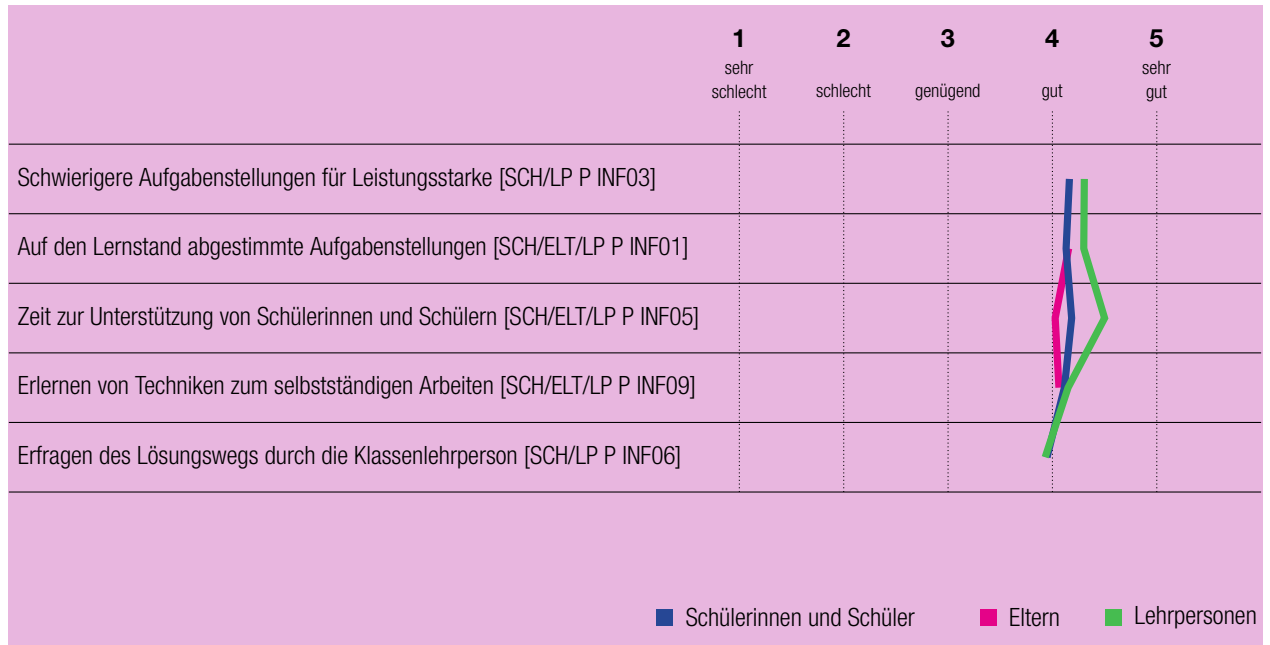 1 2 3 4 5
sehr schlecht schlecht genügend gut sehr gut
Schwierigere Aufgabenstellungen für Leistungsstarke [SCH/LP P INF03]
Auf den Lernstand abgestimmte Aufgabenstellungen [SCH/ELT/LP P INF01]
Zeit zur Unterstützung von Schülerinnen und Schülern [SCH/ELT/LP P INF05]
Erlernen von Techniken zum selbstständigen Arbeiten [SCH/ELT/LP P INF09]
Erfragen des Lösungswegs durch die Klassenlehrperson [SCH/LP P INF06]
Schülerinnen und Schüler Eltern Lehrpersonen